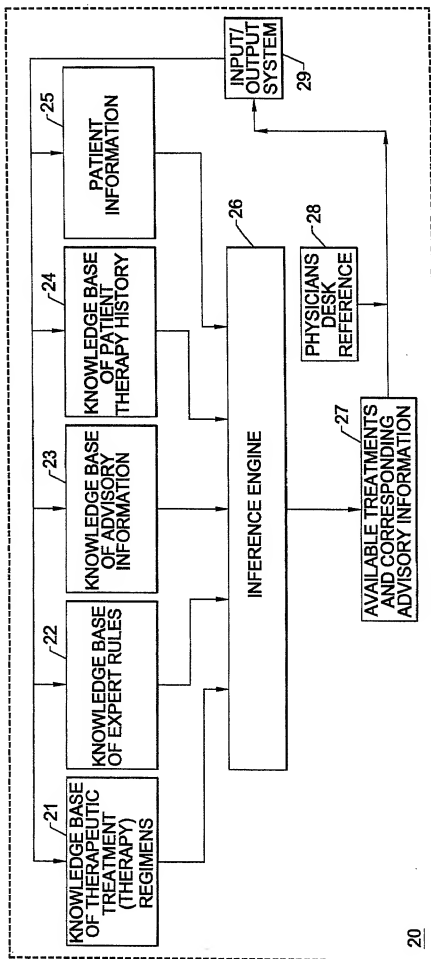 21
KNOWLEDGE BASE
OF THERAPEUTIC
TREATMENT
(THERAPY)
REGIMENS
22
KNOWLEDGE BASE
OF EXPERT RULES
23
KNOWLEDGE BASE
OF ADVISORY
INFORMATION
24
KNOWLEDGE BASE
OF PATIENT
THERAPY HISTORY
25
PATIENT
INFORMATION
26
INFERENCE ENGINE
27
AVAILABLE TREATMENTS
AND CORRESPONDING
ADVISORY INFORMATION
28
PHYSICIANS
DESK
REFERENCE
INPUT/
OUTPUT
SYSTEM
29
20